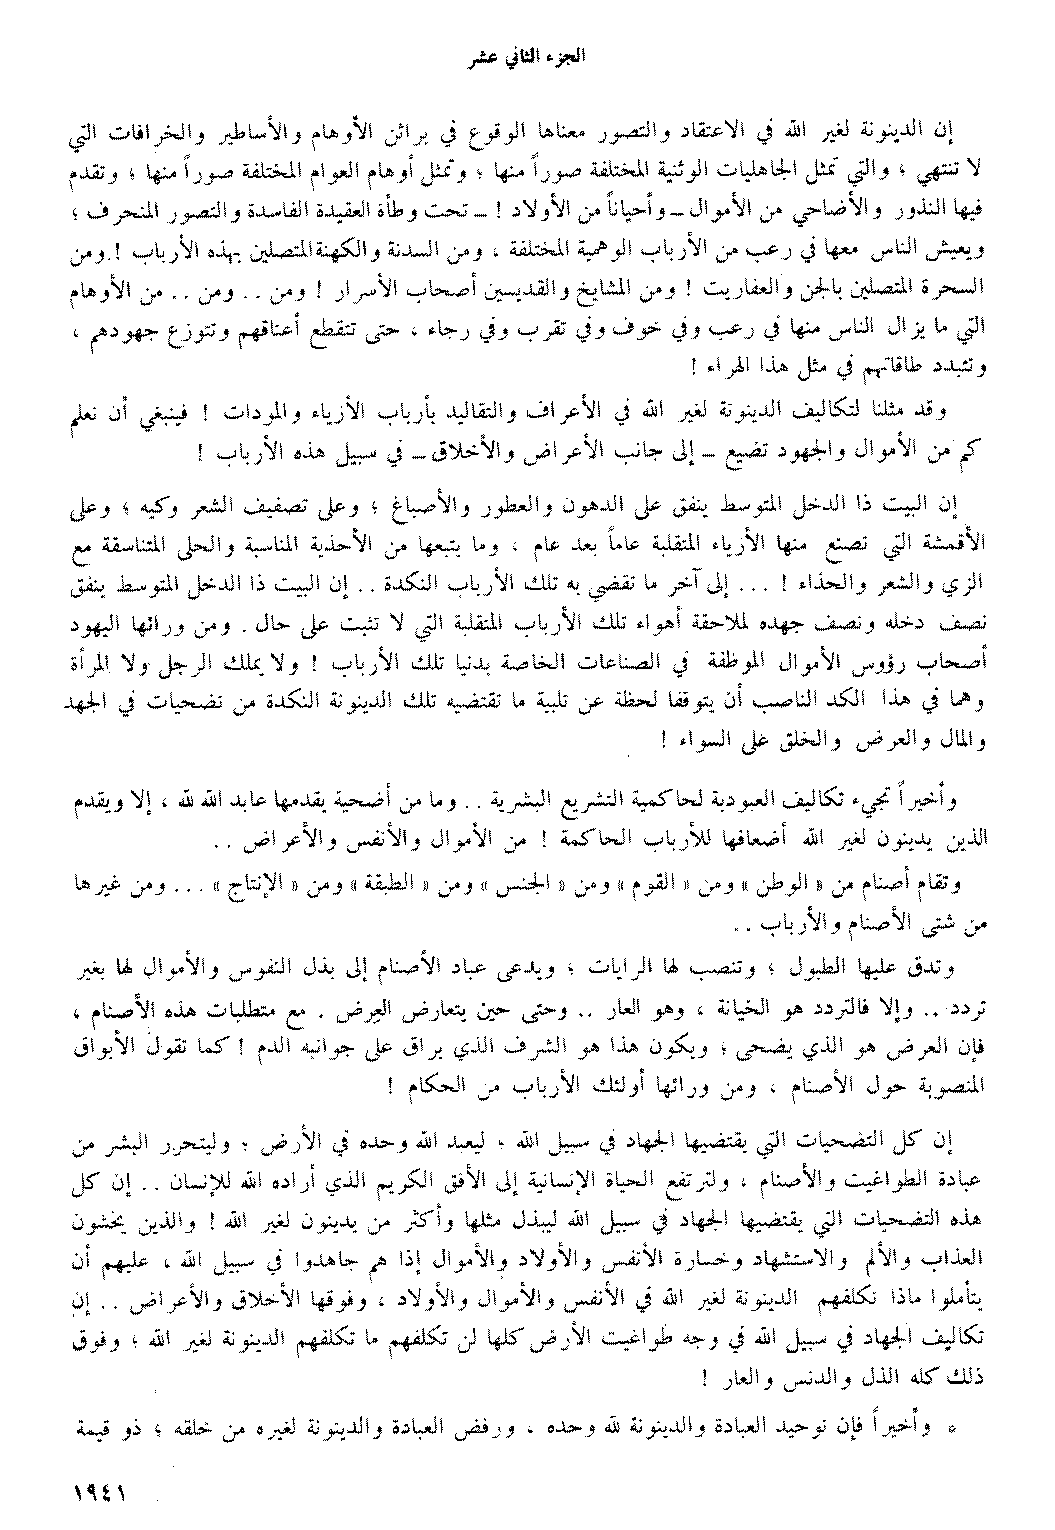 الجزء الثاني عشر
إن الدينونة لغير الله في الاعتقاد والتصور معناها الوقوع في براثن الأوهام والأساطير والخرافات التي
لا تنتهي ؛ والتي تمثل الجاهليات الوثنية المختلفة صوراً منها ؛ وتمثل أوهام العوام المختلفة صوراً منها ؛ وتقدم
فيها النذور والأضاحي من الأموال – وأحياناً من الأولاد ! – تحت وطأة العقيدة الفاسدة والتصور المنحرف ؛
ويعيش الناس معها في رعب من الأرباب الوهمية المختلفة ، ومن السدنة والكهنة المتصلين بهذه الأرباب ! ومن
السحرة المتصلين بالجن والعفاريت ! ومن المشايخ والقديسين أصحاب الأسرار ! ومن .. ومن .. من الأوهام
التي ما يزال الناس منها في رعب وفي خوف وفي تقرب وفي رجاء ، حتى تتقطع أعناقهم وتتوزع جهودهم ،
وتتبدد طاقاتهم في مثل هذا الهراء !
وقد مثلنا لتكاليف الدينونة لغير الله في الأعراف والتقاليد بأرباب الأزياء والمودات ! فينبغي أن نعلم
كم من الأموال والجهود تضيع – إلى جانب الأعراض والأخلاق – في سبيل هذه الأرباب !
إن البيت ذا الدخل المتوسط ينفق على الدهون والعطور والأصباغ ؛ وعلى تصفيف الشعر وكيه ؛ وعلى
الأقمشة التي تصنع منها الأزياء المتقلبة عاماً بعد عام ، وما يتبعها من الأحذية المناسبة والحلى المتناسقة مع
الزي والشعر والحذاء ! ... إلى آخر ما تقضي به تلك الأرباب النكدة .. إن البيت ذا الدخل المتوسط ينفق
نصف دخله ونصف جهده لملاحقة أهواء تلك الأرباب المتقلبة التي لا تثبت على حال . ومن ورائها اليهود
أصحاب رؤوس الأموال الموظفة في الصناعات الخاصة بدنيا تلك الأرباب ! ولا يملك الرجل ولا المرأة
وهما في هذا الكد الناصب أن يتوقفا لحظة عن تلبية ما تقتضيه تلك الدينونة النكدة من تضحيات في الجهد
والمال والعرض والخلق على السواء !
وأخيراً تجيء تكاليف العبودية لحاكمية التشريع البشرية .. وما من أضحية يقدمها عابد الله لله ، إلا ويقدم
الذين يدينون لغير الله أضعافها للأرباب الحاكمة ! من الأموال والأنفس والأعراض ..
وتقام أصنام من « الوطن » ومن « القوم » ومن « الجنس » ومن « الطبقة » ومن « الإنتاج » ... ومن غيرها
من شتى الأصنام والأرباب ..
وتدق عليها الطبول ؛ وتنصب لها الرايات ؛ ويدعى عباد الأصنام إلى بذل النفوس والأموال لها بغير
تردد .. وإلا فالتردد هو الخيانة ، وهو العار .. وحتى حين يتعارض العِرض . مع متطلبات هذه الأصنام ،
فإن العرض هو الذي يضحى ؛ ويكون هذا هو الشرف الذي يراق على جوانبه الدم ! كما تقول الأبواق
المنصوبة حول الأصنام ، ومن ورائها أولئك الأرباب من الحكام !
إن كل التضحيات التي يقتضيها الجهاد في سبيل الله ؛ ليعبد الله وحده في الأرض ؛ وليتحرر البشر من
عبادة الطواغيت والأصنام ، ولترتفع الحياة الإنسانية إلى الأفق الكريم الذي أراده الله للإنسان .. إن كل
هذه التضحيات التي يقتضيها الجهاد في سبيل الله ليبذل مثلها وأكثر من يدينون لغير الله ! والذين يخشون
العذاب والألم والاستشهاد وخسارة الأنفس والأولاد والأموال إذا هم جاهدوا في سبيل الله ، عليهم أن
يتأملوا ماذا تكلفهم الدينونة لغير الله في الأنفس والأموال والأولاد ، وفوقها الأخلاق والأعراض .. إن
تكاليف الجهاد في سبيل الله في وجه طواغيت الأرض كلها لن تكلفهم ما تكلفهم الدينونة لغير الله ؛ وفوق
ذلك كله الذل والدنس والعار !
* وأخيراً فإن توحيد العبادة والدينونة لله وحده ، ورفض العبادة والدينونة لغيره من خلقه ؛ ذو قيمة
١٩٤١